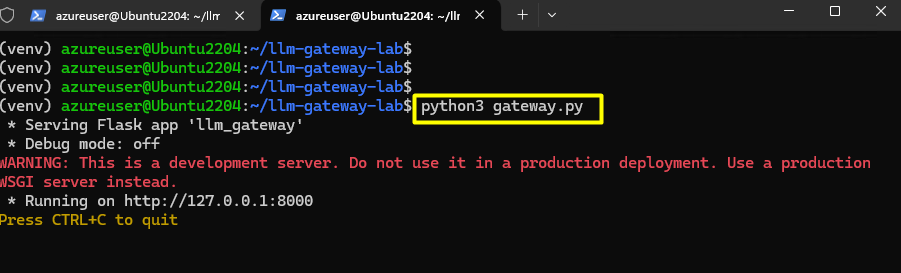 azureuser@Ubuntu2204: ~/llm
azureuser@Ubuntu2204: ~/llm
(venv) azureuser@Ubuntu2204:~/llm-gateway-lab$
(venv) azureuser@Ubuntu2204:~/llm-gateway-lab$
(venv) azureuser@Ubuntu2204:~/llm-gateway-lab$
(venv) azureuser@Ubuntu2204:~/llm-gateway-lab$ python3 gateway.py
* Serving Flask app 'llm_gateway'
* Debug mode: off
WARNING: This is a development server. Do not use it in a production deployment. Use a production
WSGI server instead.
* Running on http://127.0.0.1:8000
Press CTRL+C to quit